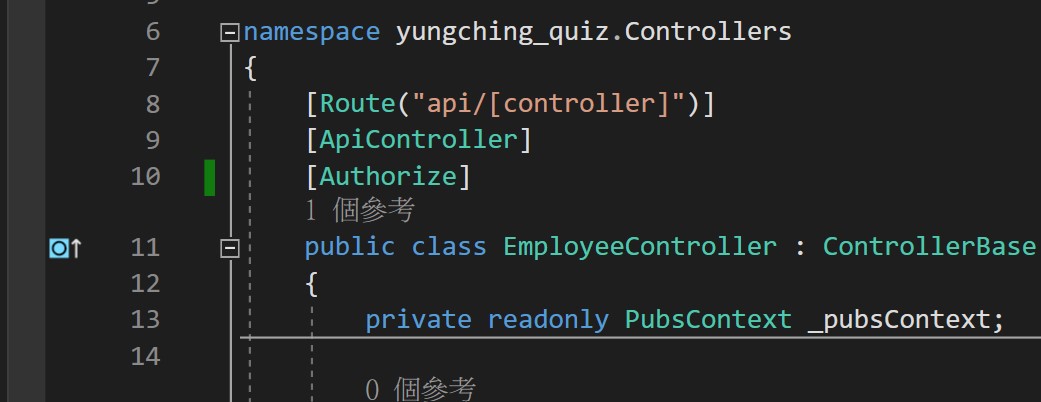 6 namespace yungching_quiz.Controllers
7 {
8 [Route("api/[controller]")]
9 [ApiController]
10 [Authorize]
1 個參考
11 public class EmployeeController : ControllerBase
12 {
13 private readonly PubsContext _pubsContext;
14
0 個參考